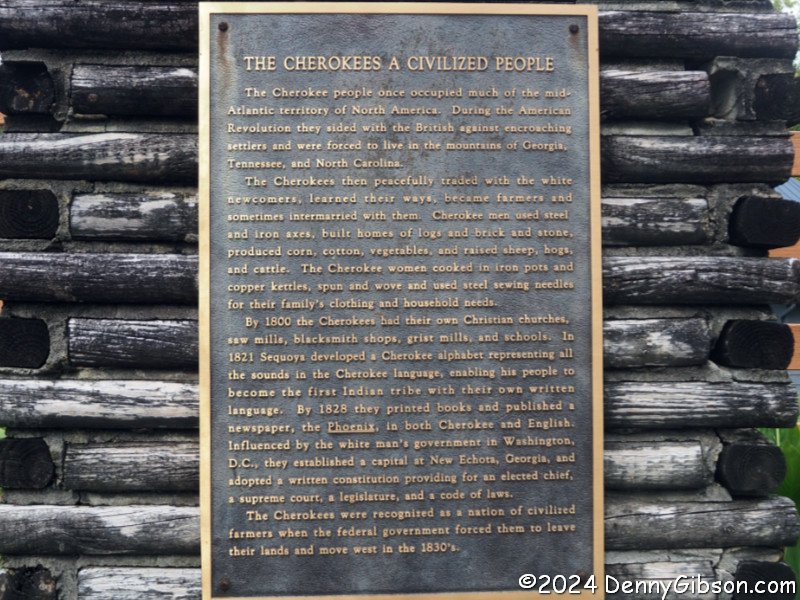 THE CHEROKEES A CIVILIZED PEOPLE
The Cherokee people once occupied much of the mid-
Atlantic territory of North America. During the American
Revolution they sided with the British against encroaching
settlers and were forced to live in the mountains of Georgia,
Tennessee, and North Carolina.
The Cherokees then peacefully traded with the white
newcomers, learned their ways, became farmers and
sometimes intermarried with them. Cherokee men used steel
and iron axes, built homes of logs and brick and stone,
produced corn, cotton, vegetables, and raised sheep, hogs,
and cattle. The Cherokee women cooked in iron pots and
copper kettles, spun and wove and used steel sewing needles
for their family's clothing and household needs.
By 1800 the Cherokees had their own Christian churches,
saw mills, blacksmith shops, grist mills, and schools. In
1821 Sequoya developed a Cherokee alphabet representing all
the sounds in the Cherokee language, enabling his people to
become the first Indian tribe with their own written
language. By 1828 they printed books and published a
newspaper, the Phoenix, in both Cherokee and English.
Influenced by the white man's government in Washington,
D.C., they established a capital at New Echota, Georgia, and
adopted a written constitution providing for an elected chief,
a supreme court, a legislature, and a code of laws.
The Cherokees were recognized as a nation of civilized
farmers when the federal government forced them to leave
their lands and move west in the 1830's.
©2024 DennyGibson.com